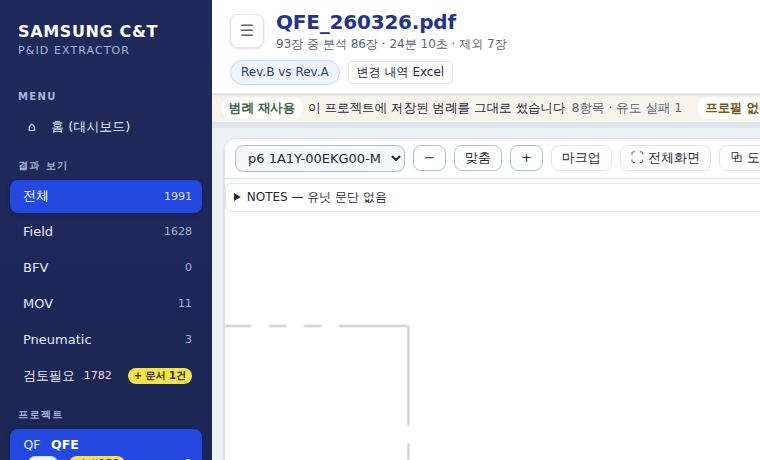 SAMSUNG C&T
P&ID EXTRACTOR
MENU
⌂ 홈 (대시보드)
결과 보기
전체 1991
Field 1628
BFV 0
MOV 11
Pneumatic 3
검토필요 1782 + 문서 1건
프로젝트
QF QFE
☰ QFE_260326.pdf
93장 중 분석 86장 · 24분 10초 · 제외 7장
Rev.B vs Rev.A 변경 내역 Excel
범례 재사용 이 프로젝트에 저장된 범례를 그대로 썼습니다 8항목 · 유도 실패 1 프로필
p6 1A1Y-00EKG00-M − 맞춤 + 마크업 ⛶ 전체화면
▶ NOTES — 유닛 문단 없음